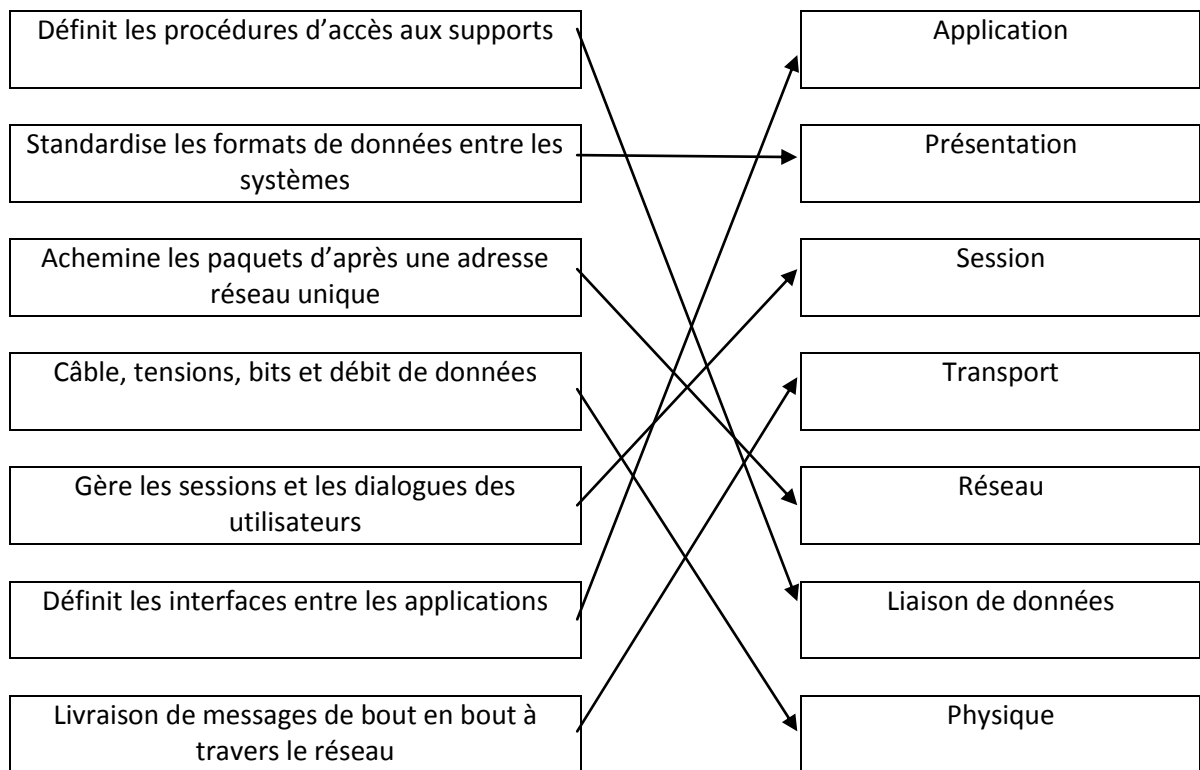 Définit les procédures d’accès aux supports
Application
Standardise les formats de données entre les
systèmes
Présentation
Achemine les paquets d’après une adresse
réseau unique
Session
Câble, tensions, bits et débit de données
Transport
Gère les sessions et les dialogues des
utilisateurs
Réseau
Définit les interfaces entre les applications
Liaison de données
Livraison de messages de bout en bout à
travers le réseau
Physique